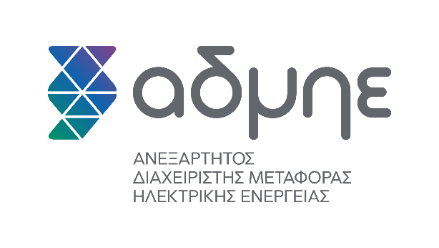 αδμηε
ΑΝΕΞΑΡΤΗΤΟΣ
ΔΙΑΧΕΙΡΙΣΤΗΣ ΜΕΤΑΦΟΡΑΣ
ΗΛΕΚΤΡΙΚΗΣ ΕΝΕΡΓΕΙΑΣ